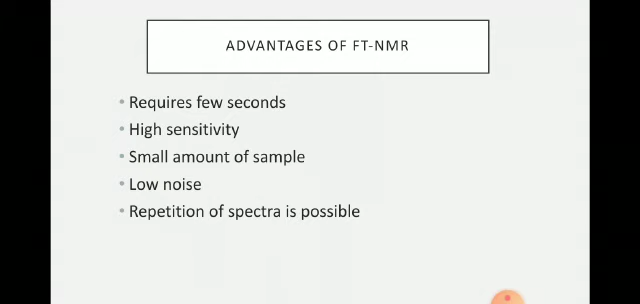 ADVANTAGES OF FT-NMR
• Requires few seconds
• High sensitivity
• Small amount of sample
• Low noise
• Repetition of spectra is possible